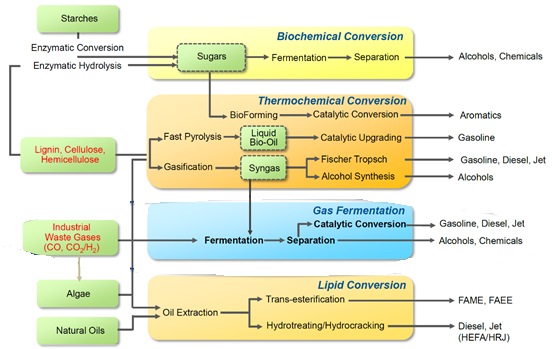 Starches
Biochemical Conversion
Enzymatic Conversion
Enzymatic Hydrolysis
Sugars
Fermentation
Separation
Alcohols, Chemicals
Thermochemical Conversion
BioForming
Catalytic Conversion
Aromatics
Lignin, Cellulose,
Hemicellulose
Fast Pyrolysis
Liquid
Bio-Oil
Catalytic Upgrading
Gasoline
Gasification
Syngas
Fischer Tropsch
Gasoline, Diesel, Jet
Alcohol Synthesis
Alcohols
Gas Fermentation
Industrial
Waste Gases
(CO, CO2/H2)
Catalytic Conversion
Gasoline, Diesel, Jet
Fermentation
Separation
Alcohols, Chemicals
Algae
Lipid Conversion
Natural Oils
Oil Extraction
Trans-esterification
FAME, FAEE
Hydrotreating/Hydrocracking
Diesel, Jet
(HEFA/HRJ)